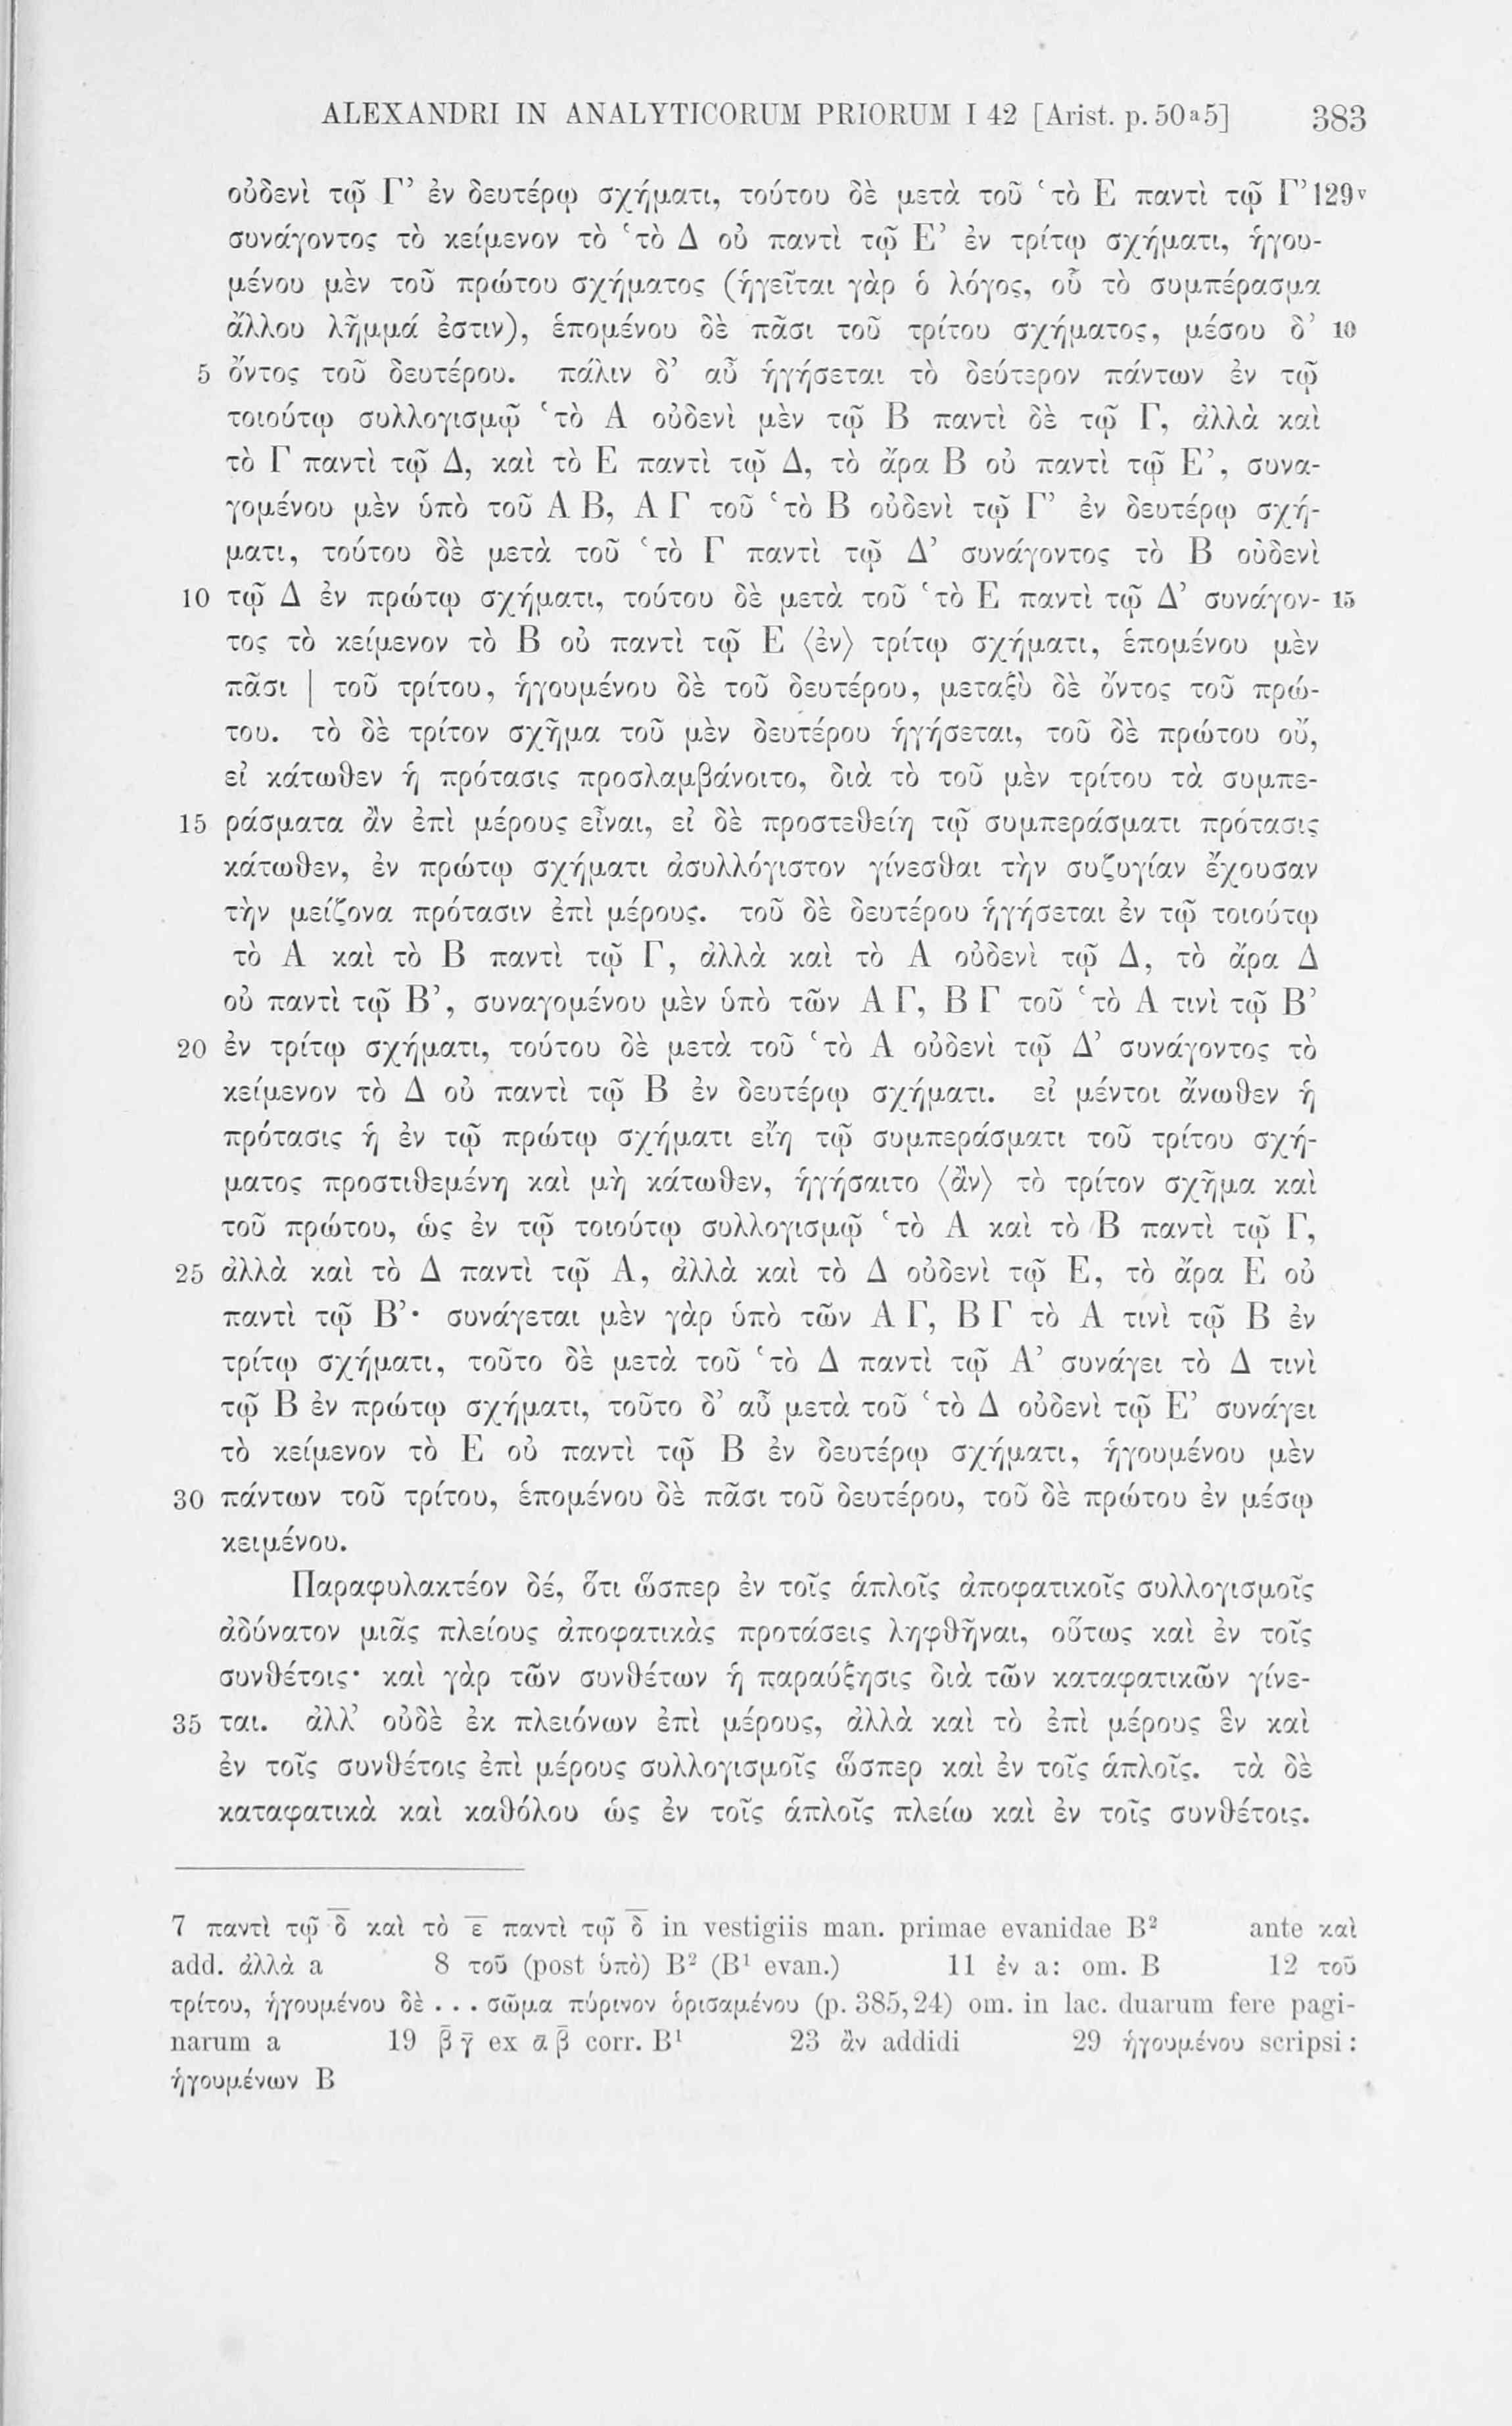 ALEXANDRI IN ANALYTICORUM PRIORUM I 42 [Arist. p. 50ᵃ5] 383
οὐδενὶ τῷ Γ’ ἐν δευτέρῳ σχήματι, τούτου δὲ μετὰ τοῦ ‘τὸ Ε παντὶ τῷ Γ’ 129ᵛ
συνάγοντος τὸ κείμενον τὸ ‘τὸ Δ οὐ παντὶ τῷ Ε’ ἐν τρίτῳ σχήματι, ἡγου-
μένου μὲν τοῦ πρώτου σχήματος (ἡγεῖται γὰρ ὁ λόγος, οὗ τὸ συμπέρασμα
ἄλλου λῆμμά ἐστιν), ἑπομένου δὲ πᾶσι τοῦ τρίτου σχήματος, μέσου δ’ 10
5 ὄντος τοῦ δευτέρου. πάλιν δ’ αὖ ἡγήσεται τὸ δεύτερον πάντων ἐν τῷ
τοιούτῳ συλλογισμῷ ‘τὸ Α οὐδενὶ μὲν τῷ Β παντὶ δὲ τῷ Γ, ἀλλὰ καὶ
τὸ Γ παντὶ τῷ Δ, καὶ τὸ Ε παντὶ τῷ Δ, τὸ ἄρα Β οὐ παντὶ τῷ Ε’, συνα-
γομένου μὲν ὑπὸ τοῦ Α Β, Α Γ τοῦ ‘τὸ Β οὐδενὶ τῷ Γ’ ἐν δευτέρῳ σχή-
ματι, τούτου δὲ μετὰ τοῦ ‘τὸ Γ παντὶ τῷ Δ’ συνάγοντος τὸ Β οὐδενὶ
10 τῷ Δ ἐν πρώτῳ σχήματι, τούτου δὲ μετὰ τοῦ ‘τὸ Ε παντὶ τῷ Δ’ συνάγον- 15
τος τὸ κείμενον τὸ Β οὐ παντὶ τῷ Ε ⟨ἐν⟩ τρίτῳ σχήματι, ἑπομένου μὲν
πᾶσι | τοῦ τρίτου, ἡγουμένου δὲ τοῦ δευτέρου, μεταξὺ δὲ ὄντος τοῦ πρώ-
του. τὸ δὲ τρίτον σχῆμα τοῦ μὲν δευτέρου ἡγήσεται, τοῦ δὲ πρώτου οὔ,
εἰ κάτωθεν ἡ πρότασις προσλαμβάνοιτο, διὰ τὸ τοῦ μὲν τρίτου τὰ συμπε-
15 ράσματα ἂν ἐπὶ μέρους εἶναι, εἰ δὲ προστεθείη τῷ συμπεράσματι πρότασις
κάτωθεν, ἐν πρώτῳ σχήματι ἀσυλλόγιστον γίνεσθαι τὴν συζυγίαν ἔχουσαν
τὴν μείζονα πρότασιν ἐπὶ μέρους. τοῦ δὲ δευτέρου ἡγήσεται ἐν τῷ τοιούτῳ
τὸ Α καὶ τὸ Β παντὶ τῷ Γ, ἀλλὰ καὶ τὸ Α οὐδενὶ τῷ Δ, τὸ ἄρα Δ
οὐ παντὶ τῷ Β’, συναγομένου μὲν ὑπὸ τῶν Α Γ, Β Γ τοῦ ‘τὸ Α τινὶ τῷ Β’
20 ἐν τρίτῳ σχήματι, τούτου δὲ μετὰ τοῦ ‘τὸ Α οὐδενὶ τῷ Δ’ συνάγοντος τὸ
κείμενον τὸ Δ οὐ παντὶ τῷ Β ἐν δευτέρῳ σχήματι. εἰ μέντοι ἄνωθεν ἡ
πρότασις ἡ ἐν τῷ πρώτῳ σχήματι εἴη τῷ συμπεράσματι τοῦ τρίτου σχή-
ματος προστιθεμένη καὶ μὴ κάτωθεν, ἡγήσαιτο ⟨ἂν⟩ τὸ τρίτον σχῆμα καὶ
τοῦ πρώτου, ὡς ἐν τῷ τοιούτῳ συλλογισμῷ ‘τὸ Α καὶ τὸ Β παντὶ τῷ Γ,
25 ἀλλὰ καὶ τὸ Δ παντὶ τῷ Α, ἀλλὰ καὶ τὸ Δ οὐδενὶ τῷ Ε, τὸ ἄρα Ε οὐ
παντὶ τῷ Β’· συνάγεται μὲν γὰρ ὑπὸ τῶν Α Γ, Β Γ τὸ Α τινὶ τῷ Β ἐν
τρίτῳ σχήματι, τοῦτο δὲ μετὰ τοῦ ‘τὸ Δ παντὶ τῷ Α’ συνάγει τὸ Δ τινὶ
τῷ Β ἐν πρώτῳ σχήματι, τοῦτο δ’ αὖ μετὰ τοῦ ‘τὸ Δ οὐδενὶ τῷ Ε’ συνάγει
τὸ κείμενον τὸ Ε οὐ παντὶ τῷ Β ἐν δευτέρῳ σχήματι, ἡγουμένου μὲν
30 πάντων τοῦ τρίτου, ἑπομένου δὲ πᾶσι τοῦ δευτέρου, τοῦ δὲ πρώτου ἐν μέσῳ
κειμένου.
Παραφυλακτέον δέ, ὅτι ὥσπερ ἐν τοῖς ἁπλοῖς ἀποφατικοῖς συλλογισμοῖς
ἀδύνατον μιᾶς πλείους ἀποφατικὰς προτάσεις ληφθῆναι, οὕτως καὶ ἐν τοῖς
συνθέτοις· καὶ γὰρ τῶν συνθέτων ἡ παραύξησις διὰ τῶν καταφατικῶν γίνε-
35 ται. ἀλλ’ οὐδὲ ἐκ πλειόνων ἐπὶ μέρους, ἀλλὰ καὶ τὸ ἐπὶ μέρους ἓν καὶ
ἐν τοῖς συνθέτοις ἐπὶ μέρους συλλογισμοῖς ὥσπερ καὶ ἐν τοῖς ἁπλοῖς. τὰ δὲ
καταφατικὰ καὶ καθόλου ὡς ἐν τοῖς ἁπλοῖς πλείω καὶ ἐν τοῖς συνθέτοις.
7 παντὶ τῷ δ̅ καὶ τὸ ε̅ παντὶ τῷ δ̅ in vestigiis man. primae evanidae B² ante καὶ
add. ἀλλὰ a 8 τοῦ (post ὑπὸ) B² (B¹ evan.) 11 ἐν a: om. B 12 τοῦ
τρίτου, ἡγουμένου δὲ . . . σῶμα πύρινον ὁρισαμένου (p. 385,24) om. in lac. duarum fere pagi-
narum a 19 β̅ γ̅ ex α̅ β̅ corr. B¹ 23 ἂν addidi 29 ἡγουμένου scripsi:
ἡγουμένων B